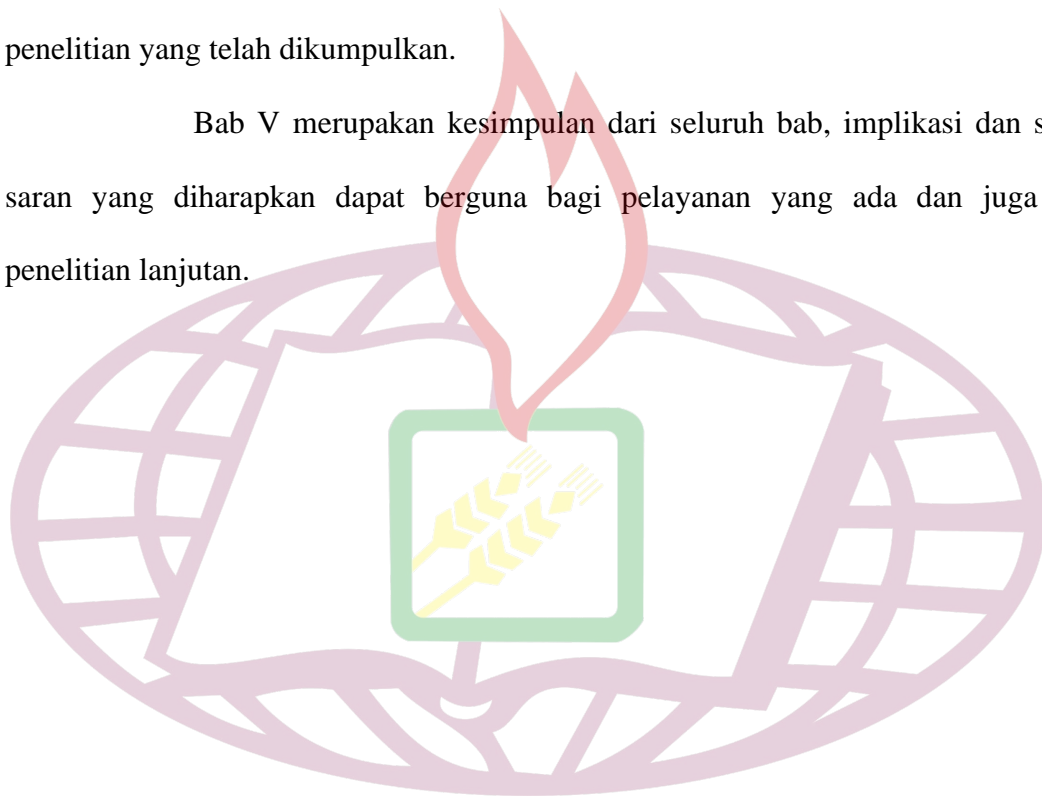 penelitian yang telah dikumpulkan.
Bab V merupakan kesimpulan dari seluruh bab, implikasi dan s
saran yang diharapkan dapat berguna bagi pelayanan yang ada dan juga
penelitian lanjutan.